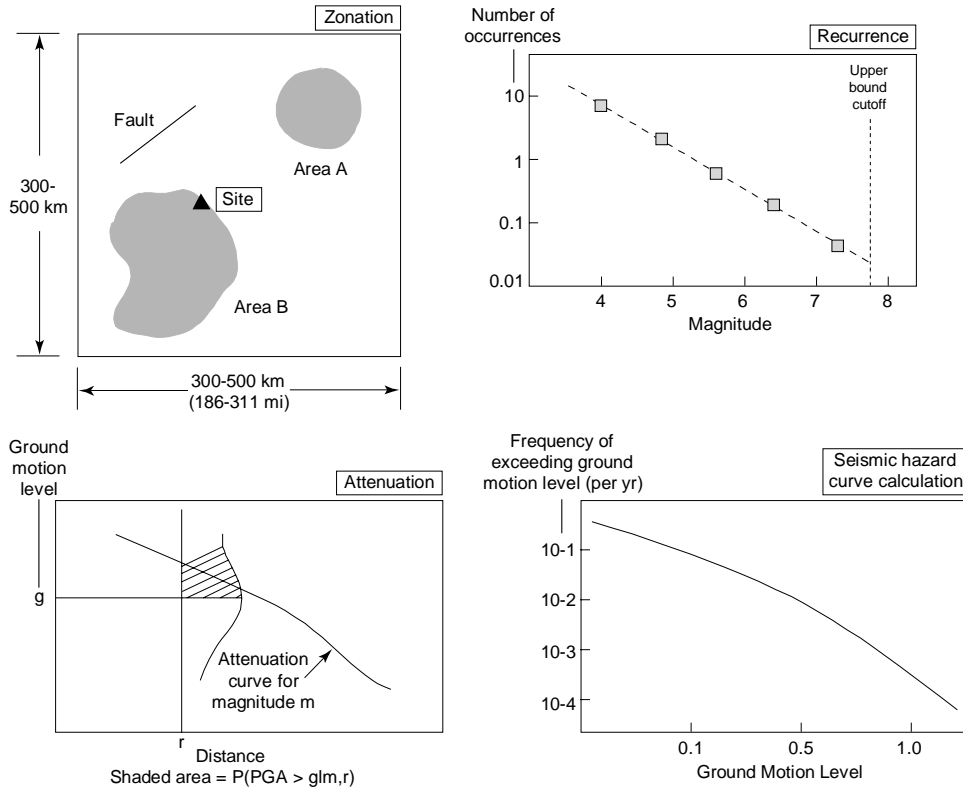 Zonation
Fault
Area A
300-
500 km
Site
Area B
300-500 km
(186-311 mi)
Number of
occurrences
Recurrence
Upper
bound
cutoff
10
1
0.1
0.01
4 5 6 7 8
Magnitude
Ground
motion
level
Attenuation
g
Attenuation
curve for
magnitude m
r
Distance
Shaded area = P(PGA > glm,r)
Frequency of
exceeding ground
motion level (per yr)
Seismic hazard
curve calculation
10-1
10-2
10-3
10-4
0.1 0.5 1.0
Ground Motion Level